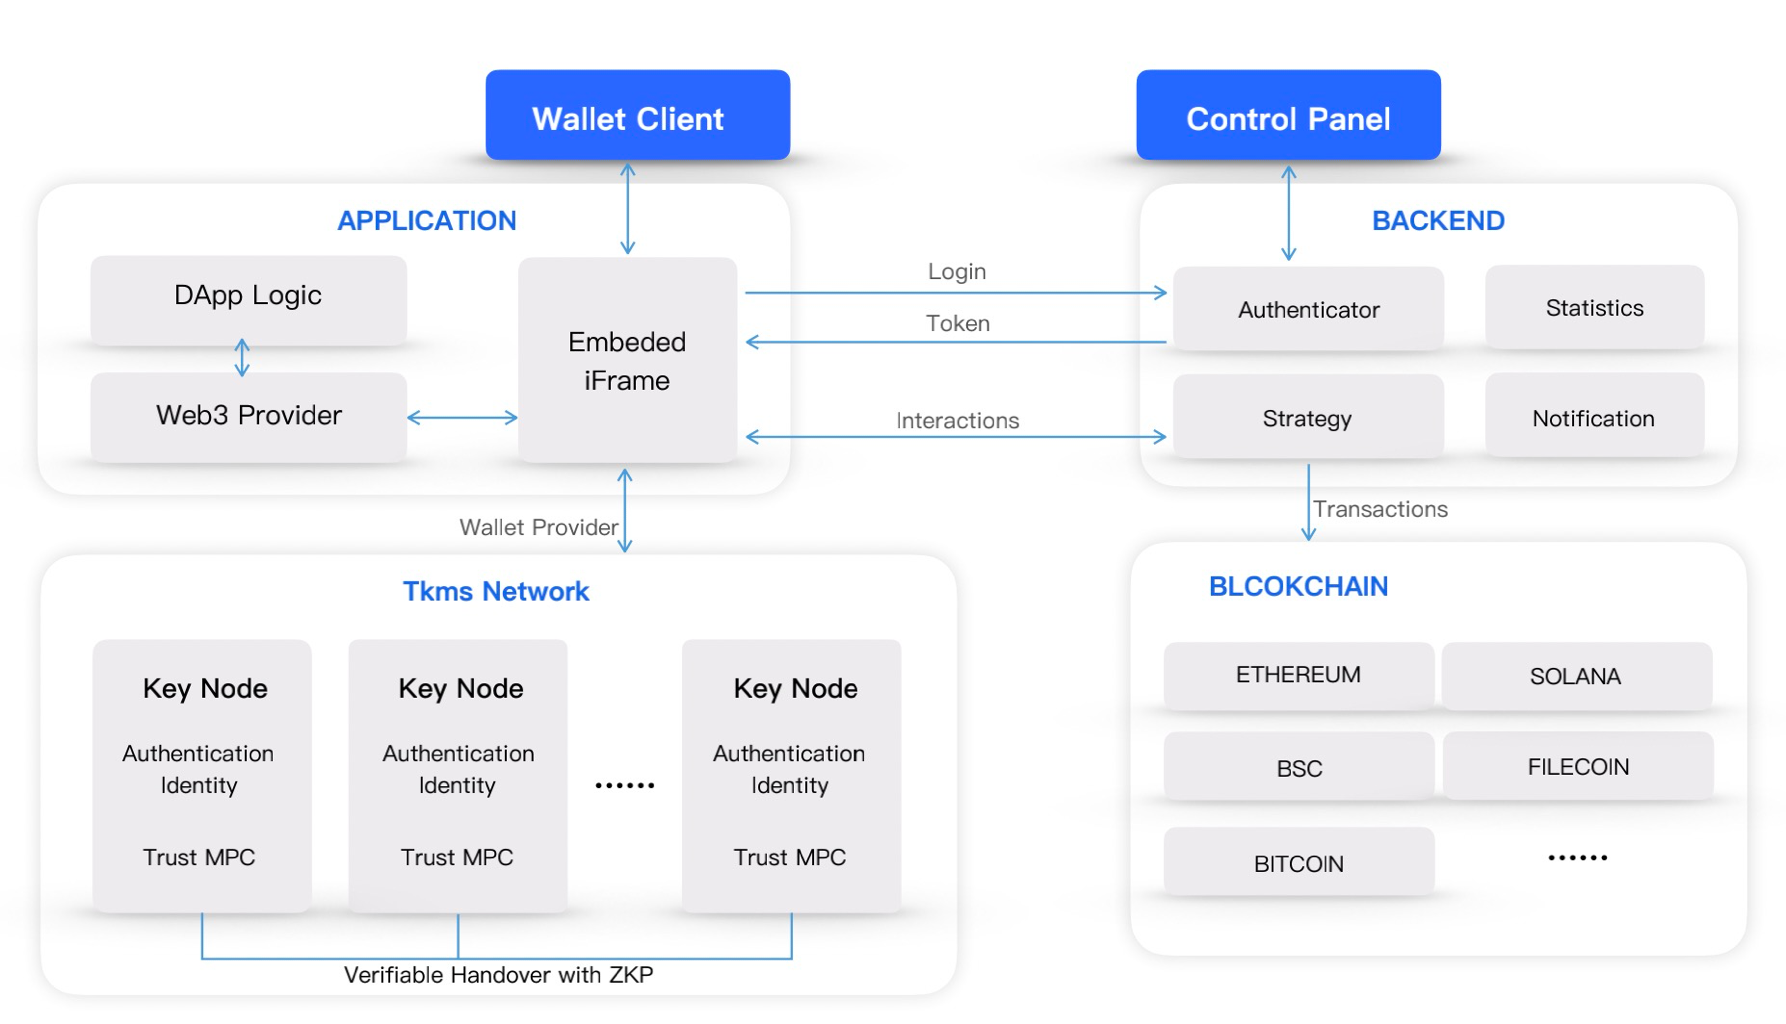 Wallet Client
Control Panel
APPLICATION
DApp Logic
Web3 Provider
Embeded
iFrame
Login
Token
Interactions
BACKEND
Authenticator
Statistics
Strategy
Notification
Wallet Provider
Transactions
Tkms Network
Key Node
Authentication
Identity
Trust MPC
Key Node
Authentication
Identity
Trust MPC
......
Key Node
Authentication
Identity
Trust MPC
Verifiable Handover with ZKP
BLCOKCHAIN
ETHEREUM
SOLANA
BSC
FILECOIN
BITCOIN
......